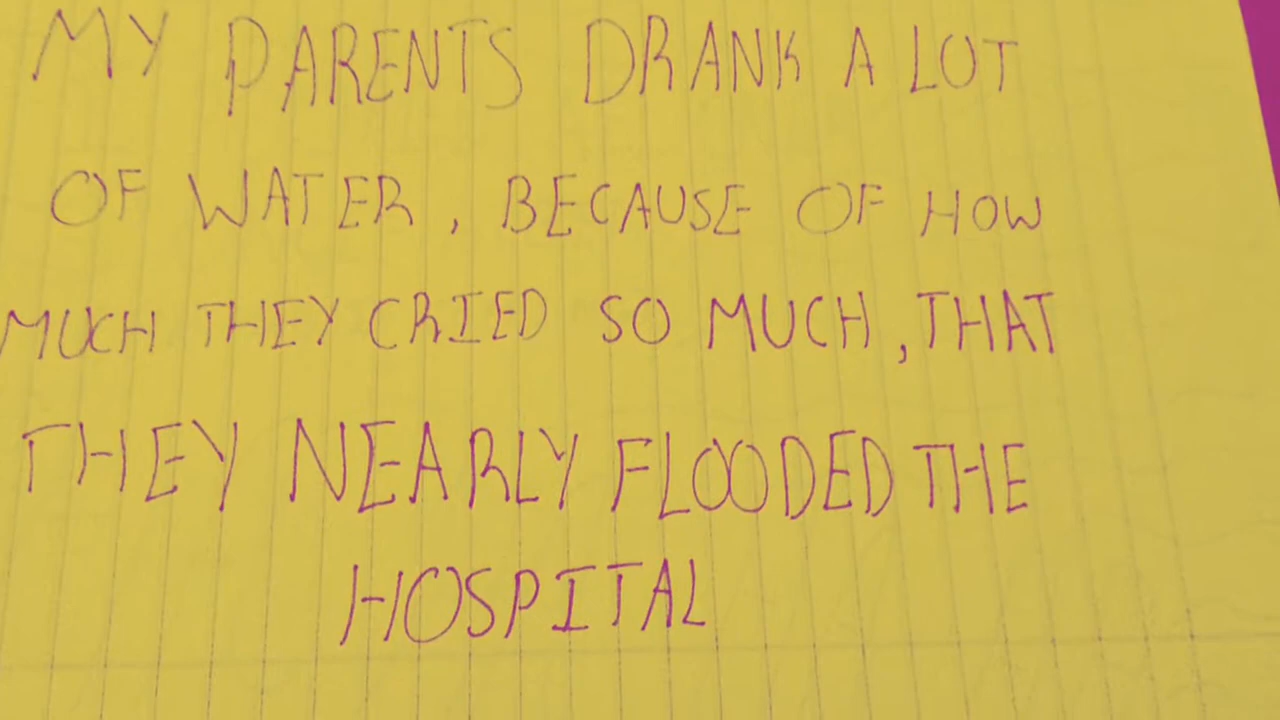 MY PARENTS DRANK A LOT
OF WATER, BECAUSE OF HOW
MUCH THEY CRIED SO MUCH, THAT
THEY NEARLY FLOODED THE
HOSPITAL